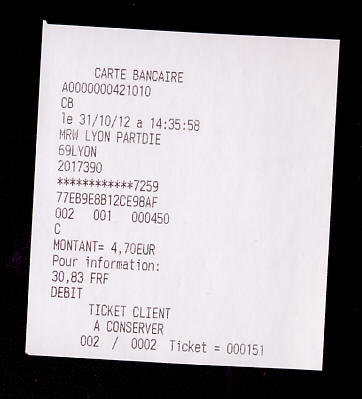 CARTE BANCAIRE
A0000000421010
CB
le 31/10/12 a 14:35:58
MRW LYON PARTDIE
69LYON
2017390
************7259
77EB9E8B12CE98AF
002 001 000450
C
MONTANT= 4,70EUR
Pour information:
30,83 FRF
DEBIT
TICKET CLIENT
A CONSERVER
002 / 0002 Ticket = 000151